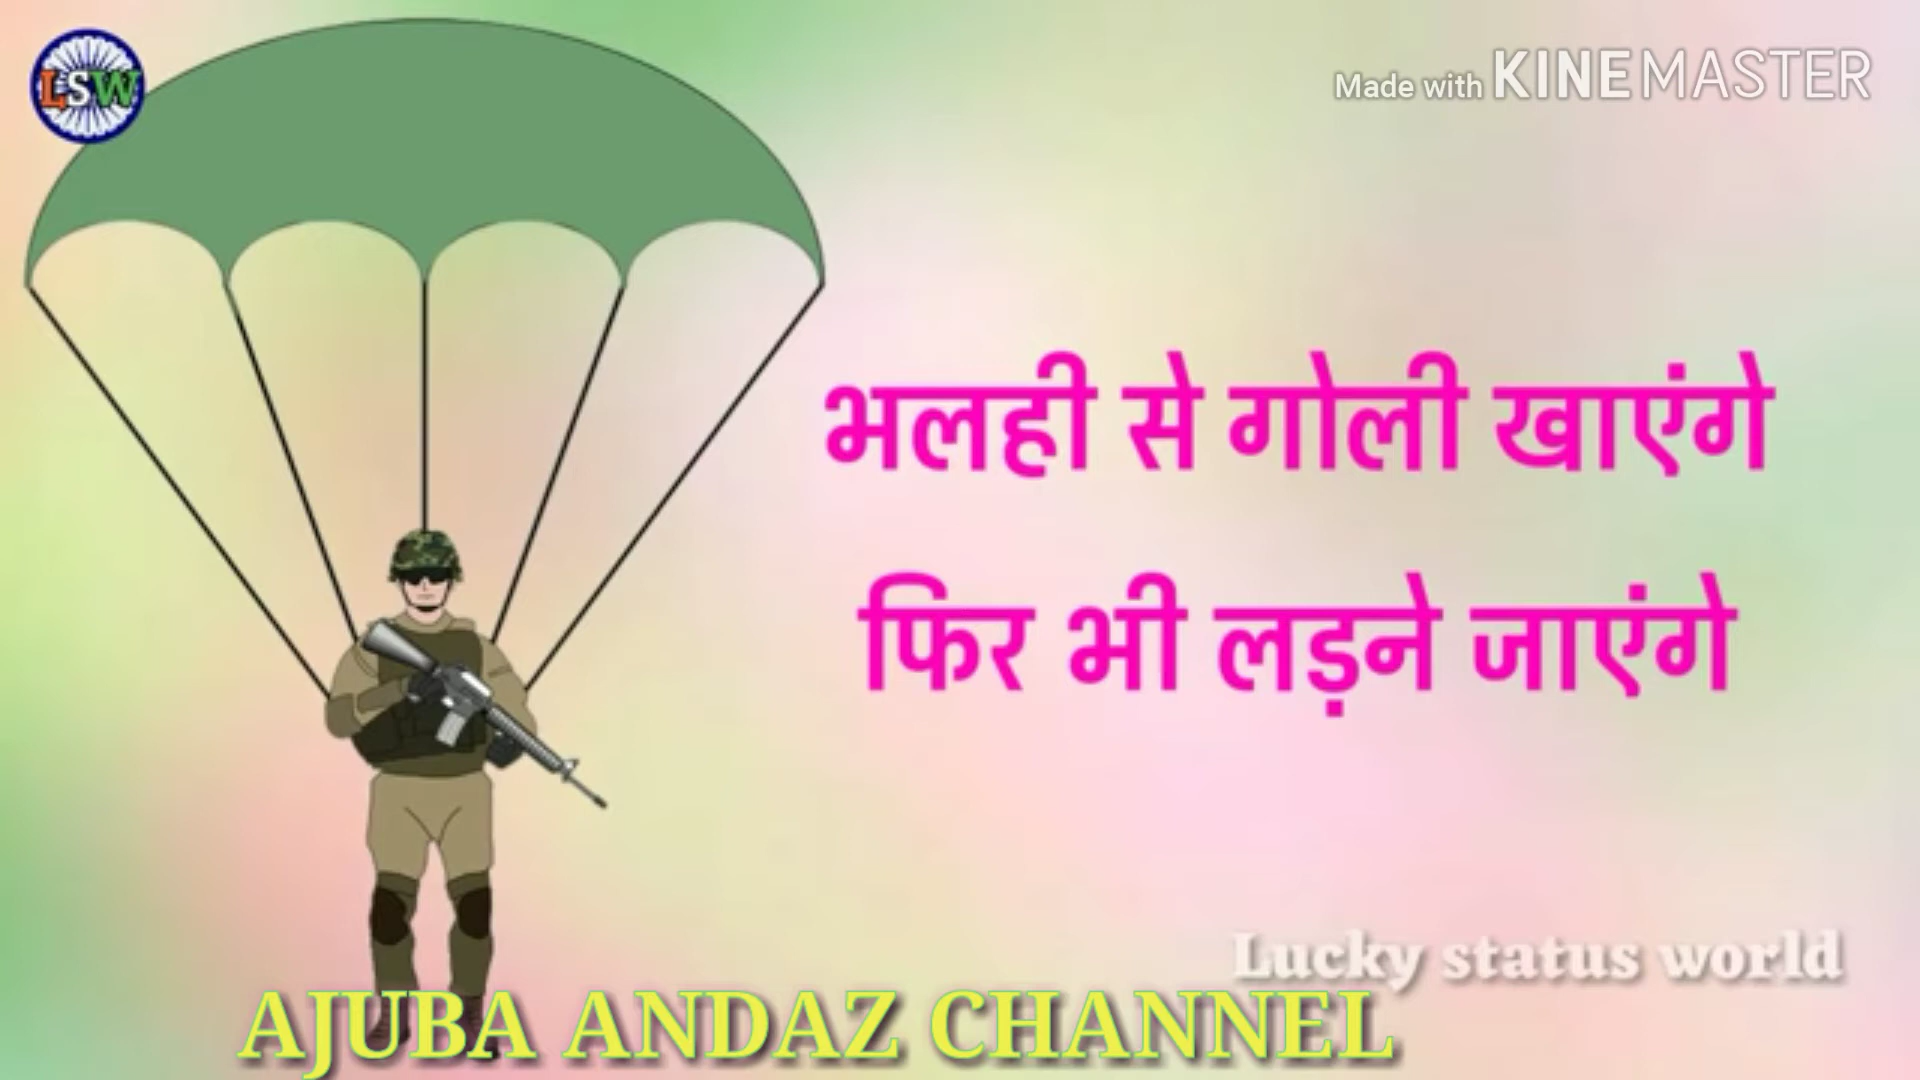 LSW
Made with KINEMASTER
भलही से गोली खाएंगे
फिर भी लड़ने जाएंगे
Lucky status world
AJUBA ANDAZ CHANNEL